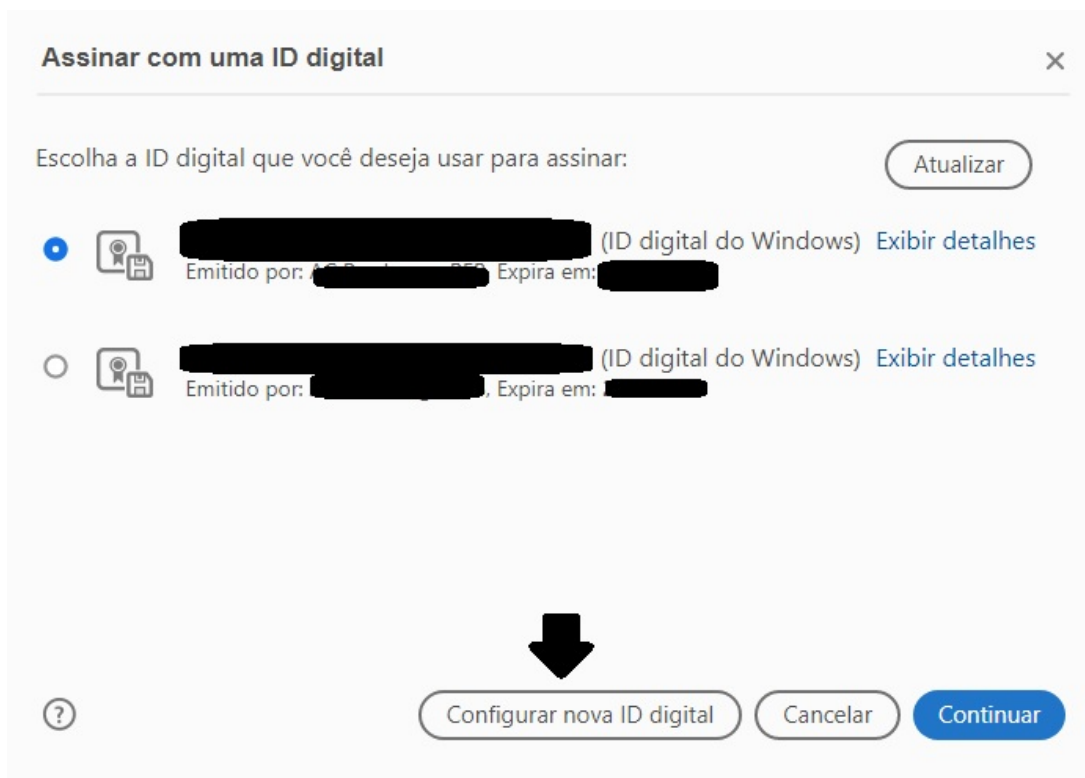 Assinar com uma ID digital
Escolha a ID digital que você deseja usar para assinar:
Atualizar
(ID digital do Windows) Exibir detalhes
Emitido por: Expira em:
(ID digital do Windows) Exibir detalhes
Emitido por: , Expira em:
?
Configurar nova ID digital
Cancelar
Continuar